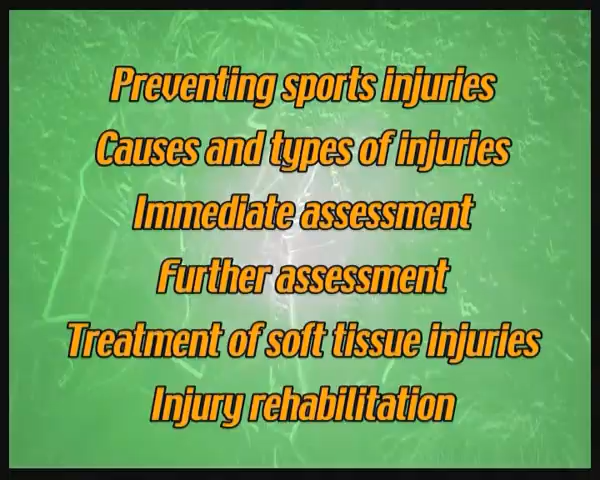 Preventing sports injuries
Causes and types of injuries
Immediate assessment
Further assessment
Treatment of soft tissue injuries
Injury rehabilitation